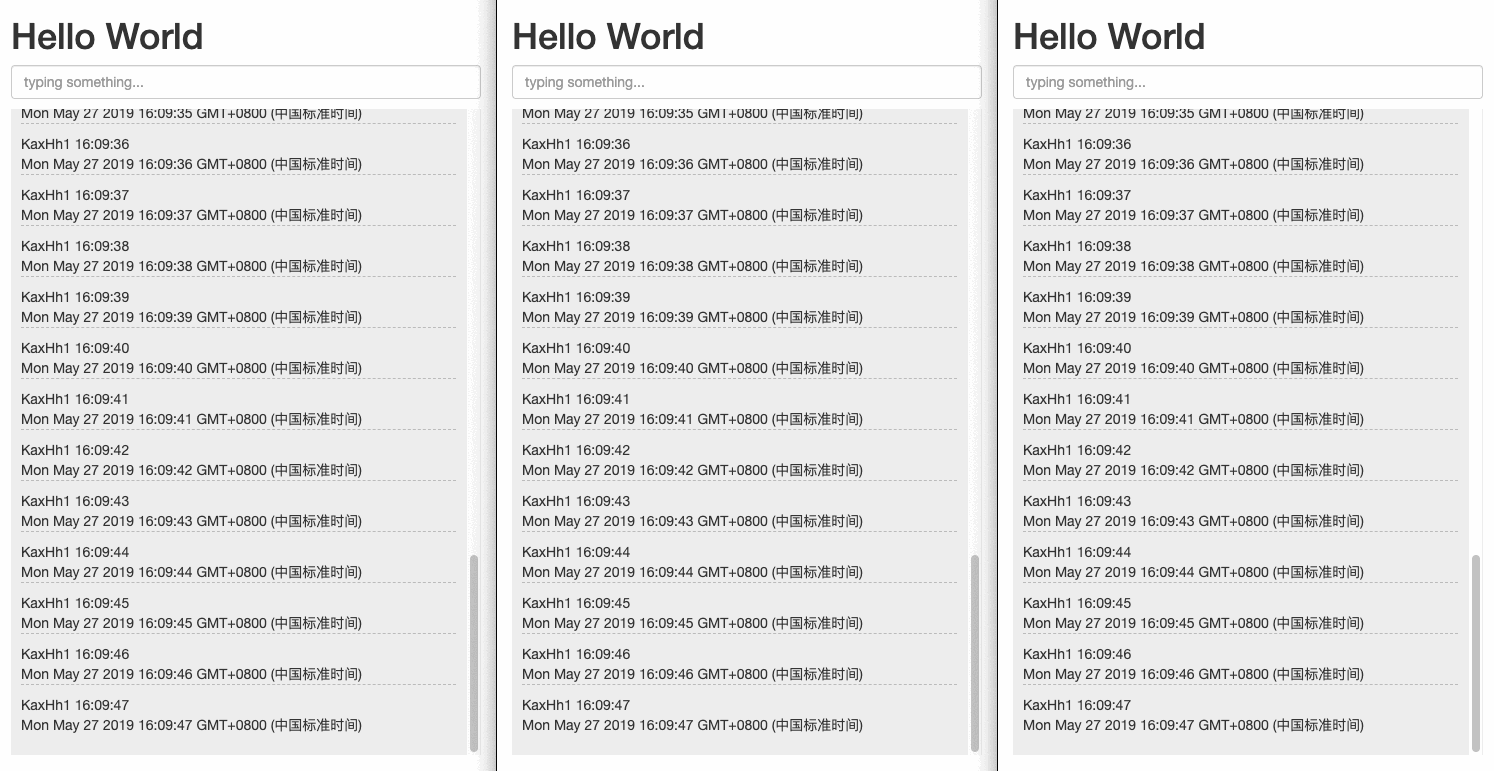 Hello World
typing something...
Mon May 27 2019 16:09:35 GMT+0800 (中国标准时间)
KaxHh1 16:09:36
Mon May 27 2019 16:09:36 GMT+0800 (中国标准时间)
KaxHh1 16:09:37
Mon May 27 2019 16:09:37 GMT+0800 (中国标准时间)
KaxHh1 16:09:38
Mon May 27 2019 16:09:38 GMT+0800 (中国标准时间)
KaxHh1 16:09:39
Mon May 27 2019 16:09:39 GMT+0800 (中国标准时间)
KaxHh1 16:09:40
Mon May 27 2019 16:09:40 GMT+0800 (中国标准时间)
KaxHh1 16:09:41
Mon May 27 2019 16:09:41 GMT+0800 (中国标准时间)
KaxHh1 16:09:42
Mon May 27 2019 16:09:42 GMT+0800 (中国标准时间)
KaxHh1 16:09:43
Mon May 27 2019 16:09:43 GMT+0800 (中国标准时间)
KaxHh1 16:09:44
Mon May 27 2019 16:09:44 GMT+0800 (中国标准时间)
KaxHh1 16:09:45
Mon May 27 2019 16:09:45 GMT+0800 (中国标准时间)
KaxHh1 16:09:46
Mon May 27 2019 16:09:46 GMT+0800 (中国标准时间)
KaxHh1 16:09:47
Mon May 27 2019 16:09:47 GMT+0800 (中国标准时间)
Hello World
typing something...
Mon May 27 2019 16:09:35 GMT+0800 (中国标准时间)
KaxHh1 16:09:36
Mon May 27 2019 16:09:36 GMT+0800 (中国标准时间)
KaxHh1 16:09:37
Mon May 27 2019 16:09:37 GMT+0800 (中国标准时间)
KaxHh1 16:09:38
Mon May 27 2019 16:09:38 GMT+0800 (中国标准时间)
KaxHh1 16:09:39
Mon May 27 2019 16:09:39 GMT+0800 (中国标准时间)
KaxHh1 16:09:40
Mon May 27 2019 16:09:40 GMT+0800 (中国标准时间)
KaxHh1 16:09:41
Mon May 27 2019 16:09:41 GMT+0800 (中国标准时间)
KaxHh1 16:09:42
Mon May 27 2019 16:09:42 GMT+0800 (中国标准时间)
KaxHh1 16:09:43
Mon May 27 2019 16:09:43 GMT+0800 (中国标准时间)
KaxHh1 16:09:44
Mon May 27 2019 16:09:44 GMT+0800 (中国标准时间)
KaxHh1 16:09:45
Mon May 27 2019 16:09:45 GMT+0800 (中国标准时间)
KaxHh1 16:09:46
Mon May 27 2019 16:09:46 GMT+0800 (中国标准时间)
KaxHh1 16:09:47
Mon May 27 2019 16:09:47 GMT+0800 (中国标准时间)
Hello World
typing something...
Mon May 27 2019 16:09:35 GMT+0800 (中国标准时间)
KaxHh1 16:09:36
Mon May 27 2019 16:09:36 GMT+0800 (中国标准时间)
KaxHh1 16:09:37
Mon May 27 2019 16:09:37 GMT+0800 (中国标准时间)
KaxHh1 16:09:38
Mon May 27 2019 16:09:38 GMT+0800 (中国标准时间)
KaxHh1 16:09:39
Mon May 27 2019 16:09:39 GMT+0800 (中国标准时间)
KaxHh1 16:09:40
Mon May 27 2019 16:09:40 GMT+0800 (中国标准时间)
KaxHh1 16:09:41
Mon May 27 2019 16:09:41 GMT+0800 (中国标准时间)
KaxHh1 16:09:42
Mon May 27 2019 16:09:42 GMT+0800 (中国标准时间)
KaxHh1 16:09:43
Mon May 27 2019 16:09:43 GMT+0800 (中国标准时间)
KaxHh1 16:09:44
Mon May 27 2019 16:09:44 GMT+0800 (中国标准时间)
KaxHh1 16:09:45
Mon May 27 2019 16:09:45 GMT+0800 (中国标准时间)
KaxHh1 16:09:46
Mon May 27 2019 16:09:46 GMT+0800 (中国标准时间)
KaxHh1 16:09:47
Mon May 27 2019 16:09:47 GMT+0800 (中国标准时间)